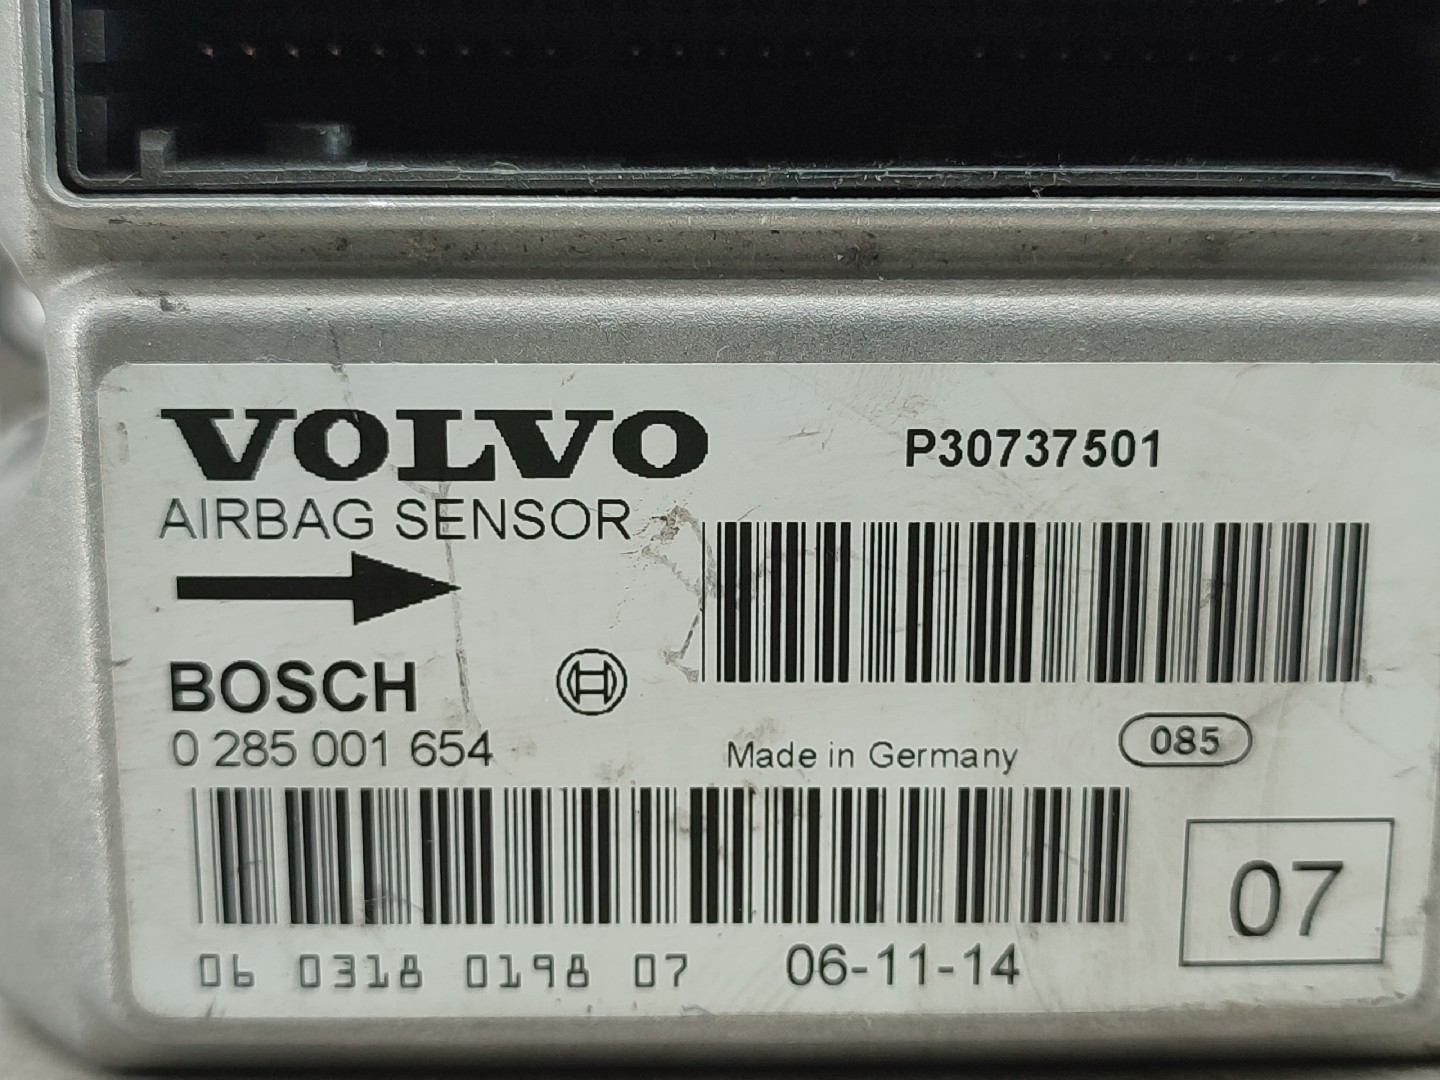 VOLVO
P30737501
AIRBAG SENSOR
BOSCH
0 285 001 654
Made in Germany
085
07
06 0318 0198 07
06-11-14